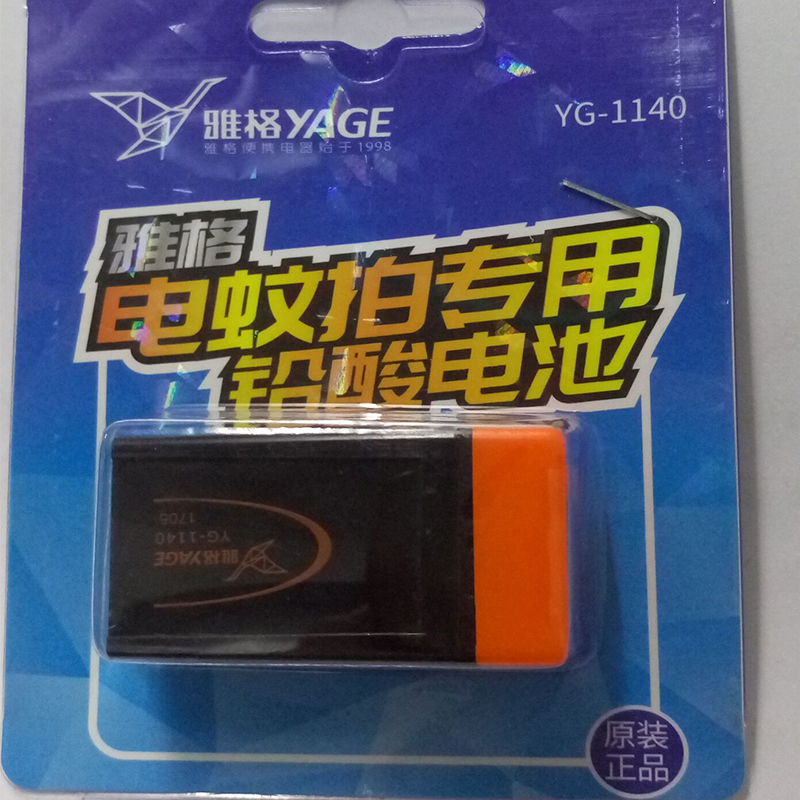 雅格YAGE
雅格便携电器始于1998
YG-1140
雅格
电蚊拍专用
铅酸电池
雅格YAGE
YG-1140
1705
原装
正品